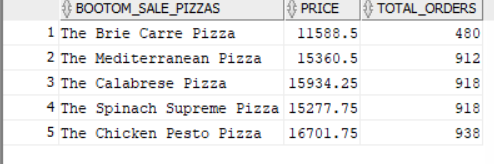 BOOTOM_SALE_PIZZAS PRICE TOTAL_ORDERS
1 The Brie Carre Pizza 11588.5 480
2 The Mediterranean Pizza 15360.5 912
3 The Calabrese Pizza 15934.25 918
4 The Spinach Supreme Pizza 15277.75 918
5 The Chicken Pesto Pizza 16701.75 938